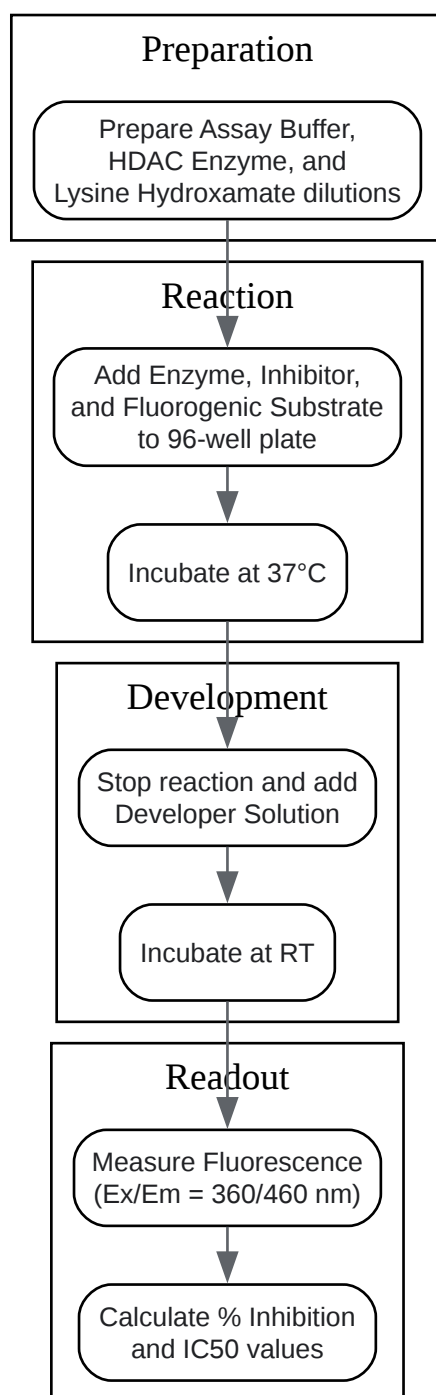 Preparation
Prepare Assay Buffer,
HDAC Enzyme, and
Lysine Hydroxamate dilutions
Reaction
Add Enzyme, Inhibitor,
and Fluorogenic Substrate
to 96-well plate
Incubate at 37°C
Development
Stop reaction and add
Developer Solution
Incubate at RT
Readout
Measure Fluorescence
(Ex/Em = 360/460 nm)
Calculate % Inhibition
and IC50 values